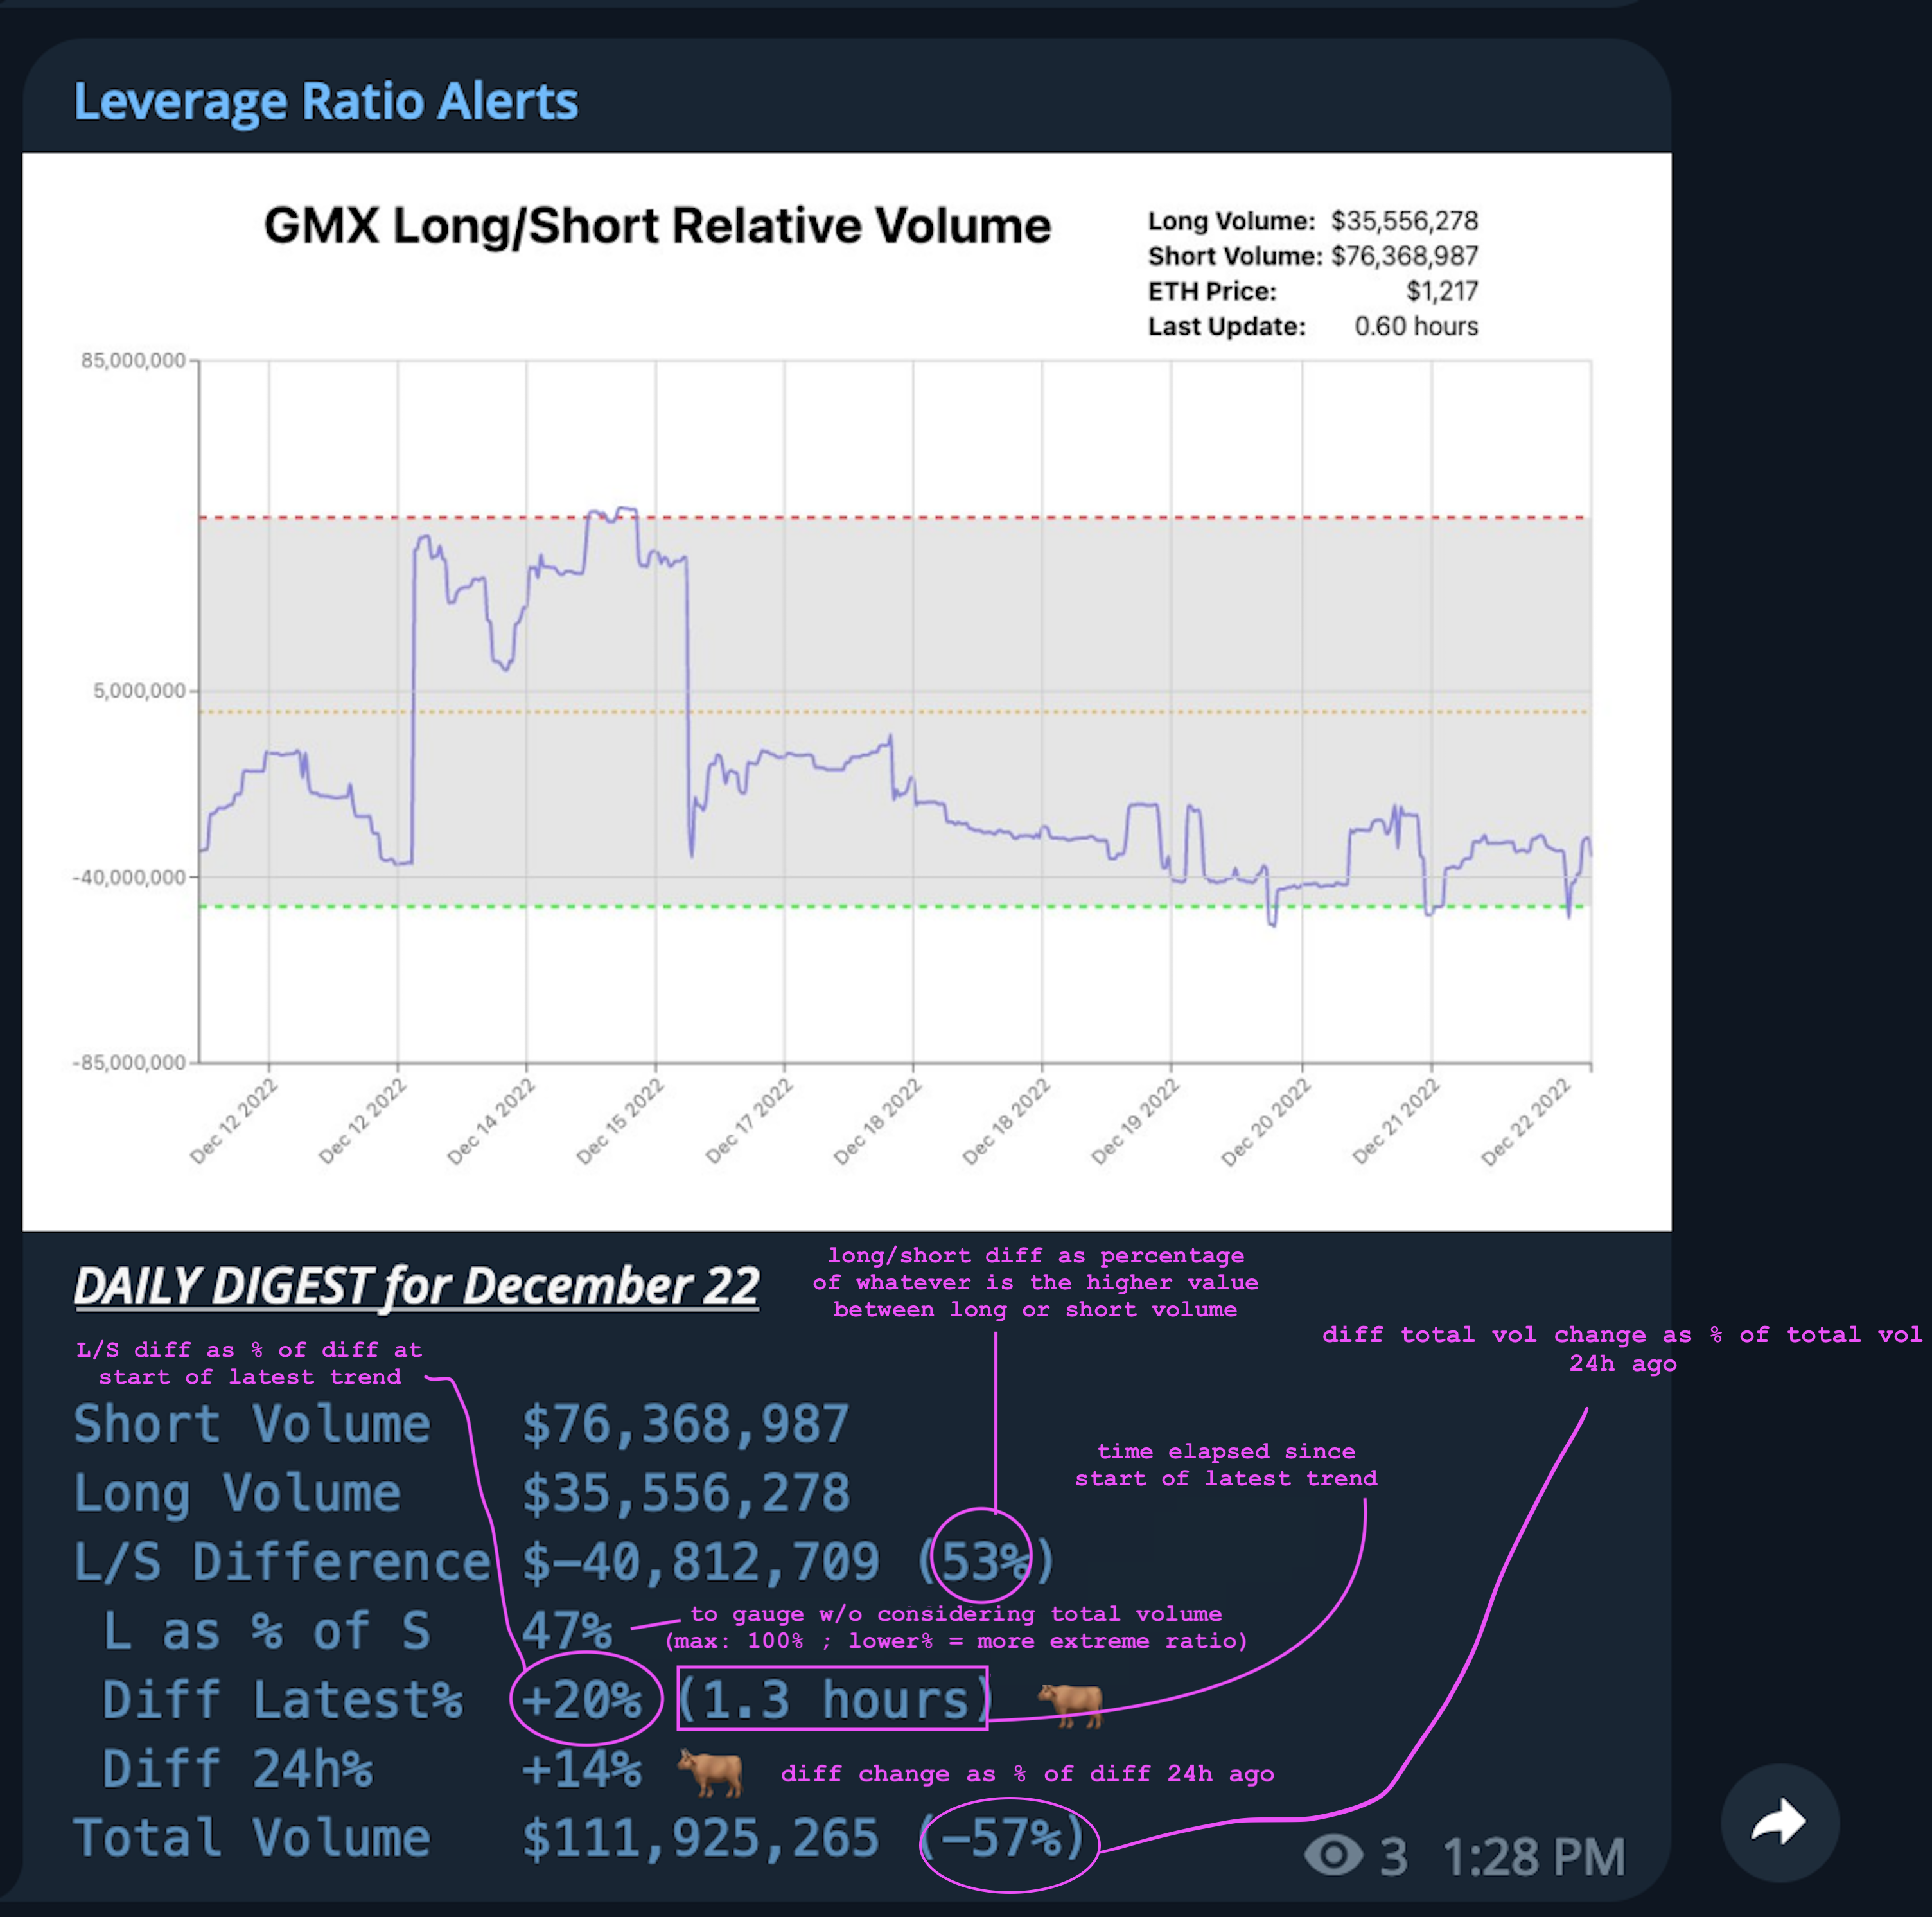 Leverage Ratio Alerts
GMX Long/Short Relative Volume
Long Volume: $35,556,278
Short Volume: $76,368,987
ETH Price: $1,217
Last Update: 0.60 hours
85,000,000
5,000,000
-40,000,000
-85,000,000
Dec 12 2022
Dec 12 2022
Dec 14 2022
Dec 15 2022
Dec 17 2022
Dec 18 2022
Dec 18 2022
Dec 19 2022
Dec 20 2022
Dec 21 2022
Dec 22 2022
DAILY DIGEST for December 22
long/short diff as percentage
of whatever is the higher value
between long or short volume
L/S diff as % of diff at
start of latest trend
diff total vol change as % of total vol
24h ago
Short Volume $76,368,987
time elapsed since
start of latest trend
Long Volume $35,556,278
L/S Difference $−40,812,709 (53%)
L as % of S 47%
to gauge w/o considering total volume
(max: 100% ; lower% = more extreme ratio)
Diff Latest% +20% (1.3 hours)
Diff 24h% +14%
diff change as % of diff 24h ago
Total Volume $111,925,265 (−57%)
3 1:28 PM